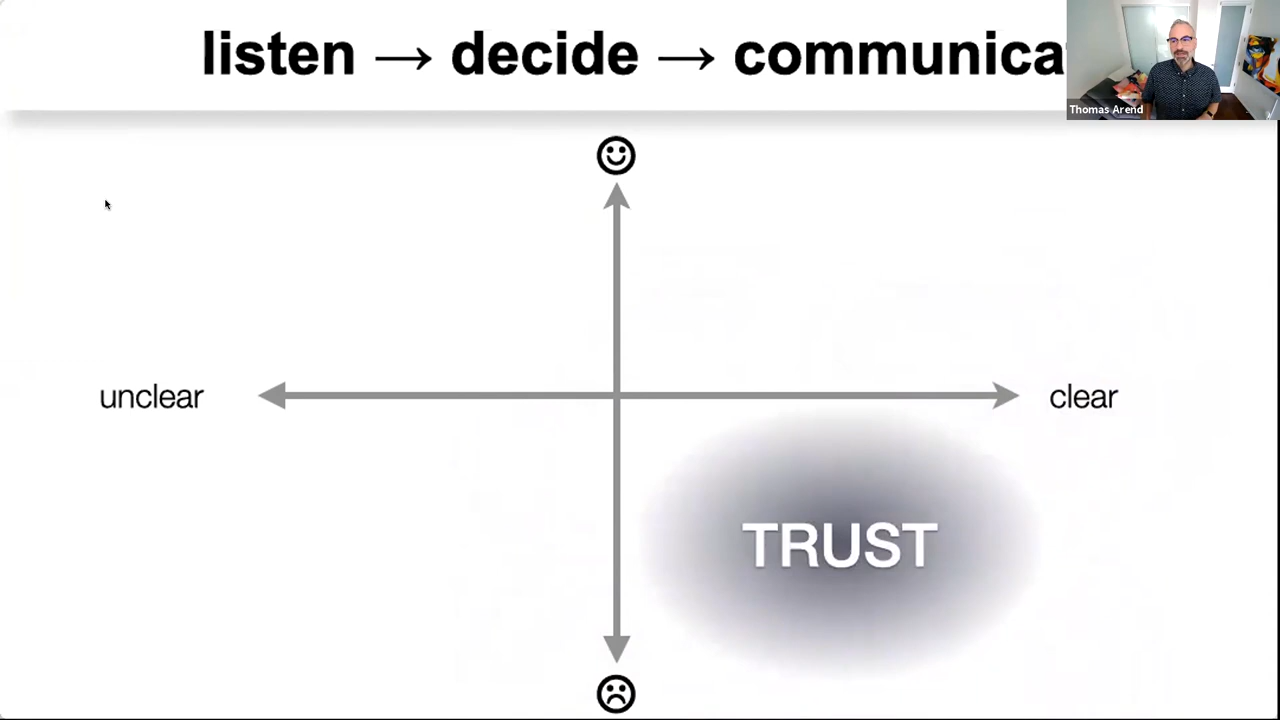 listen → decide → communica
Thomas Arend
unclear
clear
TRUST